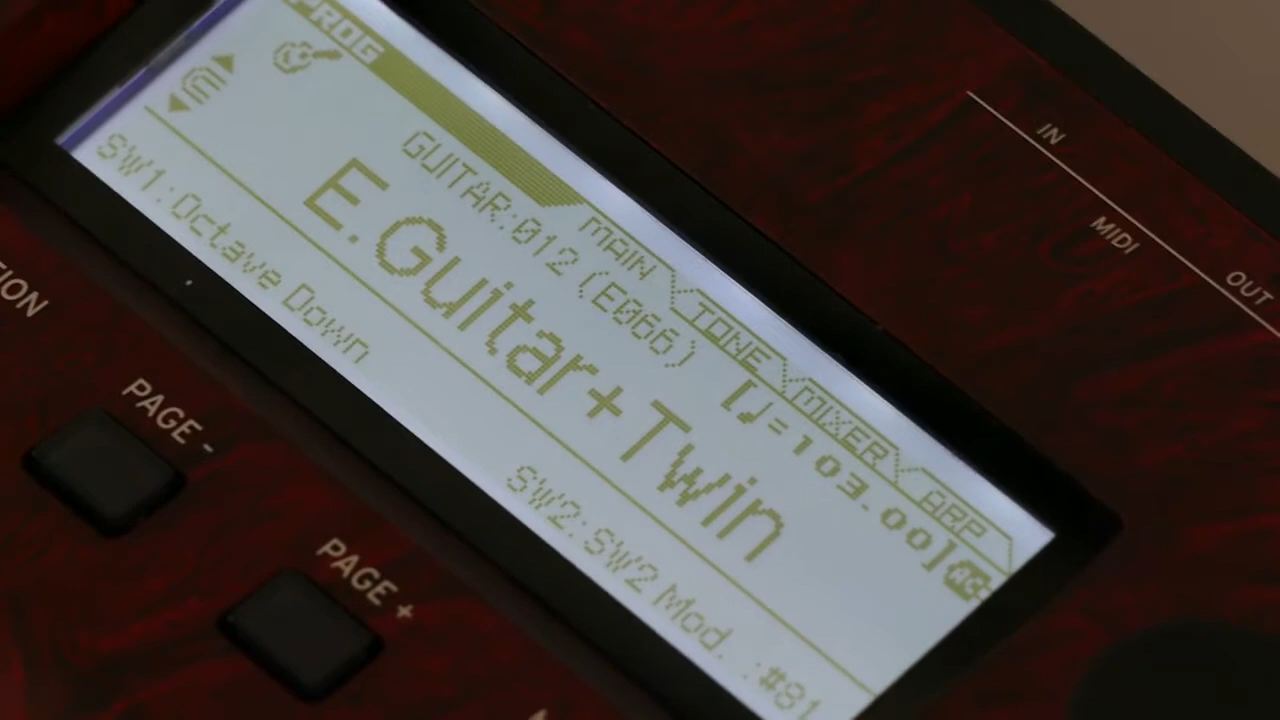 PROG
MAIN TONE MIXER ARP
GUITAR:012 (E066) [♩=103.00]
E.Guitar+Twin
SW1:Octave Down SW2:SW2 Mod. :#81
TION
PAGE -
PAGE +
IN
MIDI
OUT